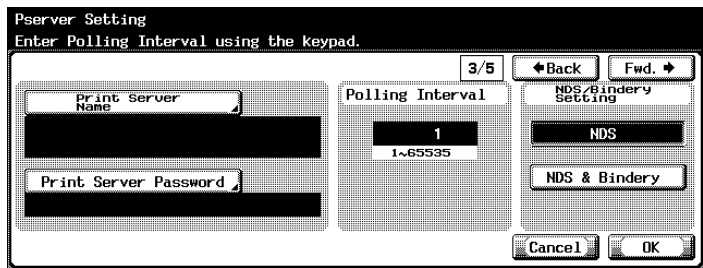 Pserver Setting
Enter Polling Interval using the keypad.
3/5
←Back
Fwd. →
Print Server
Name
Polling Interval
NDS/Bindery
Setting
1
1~65535
NDS
Print Server Password
NDS & Bindery
Cancel
OK